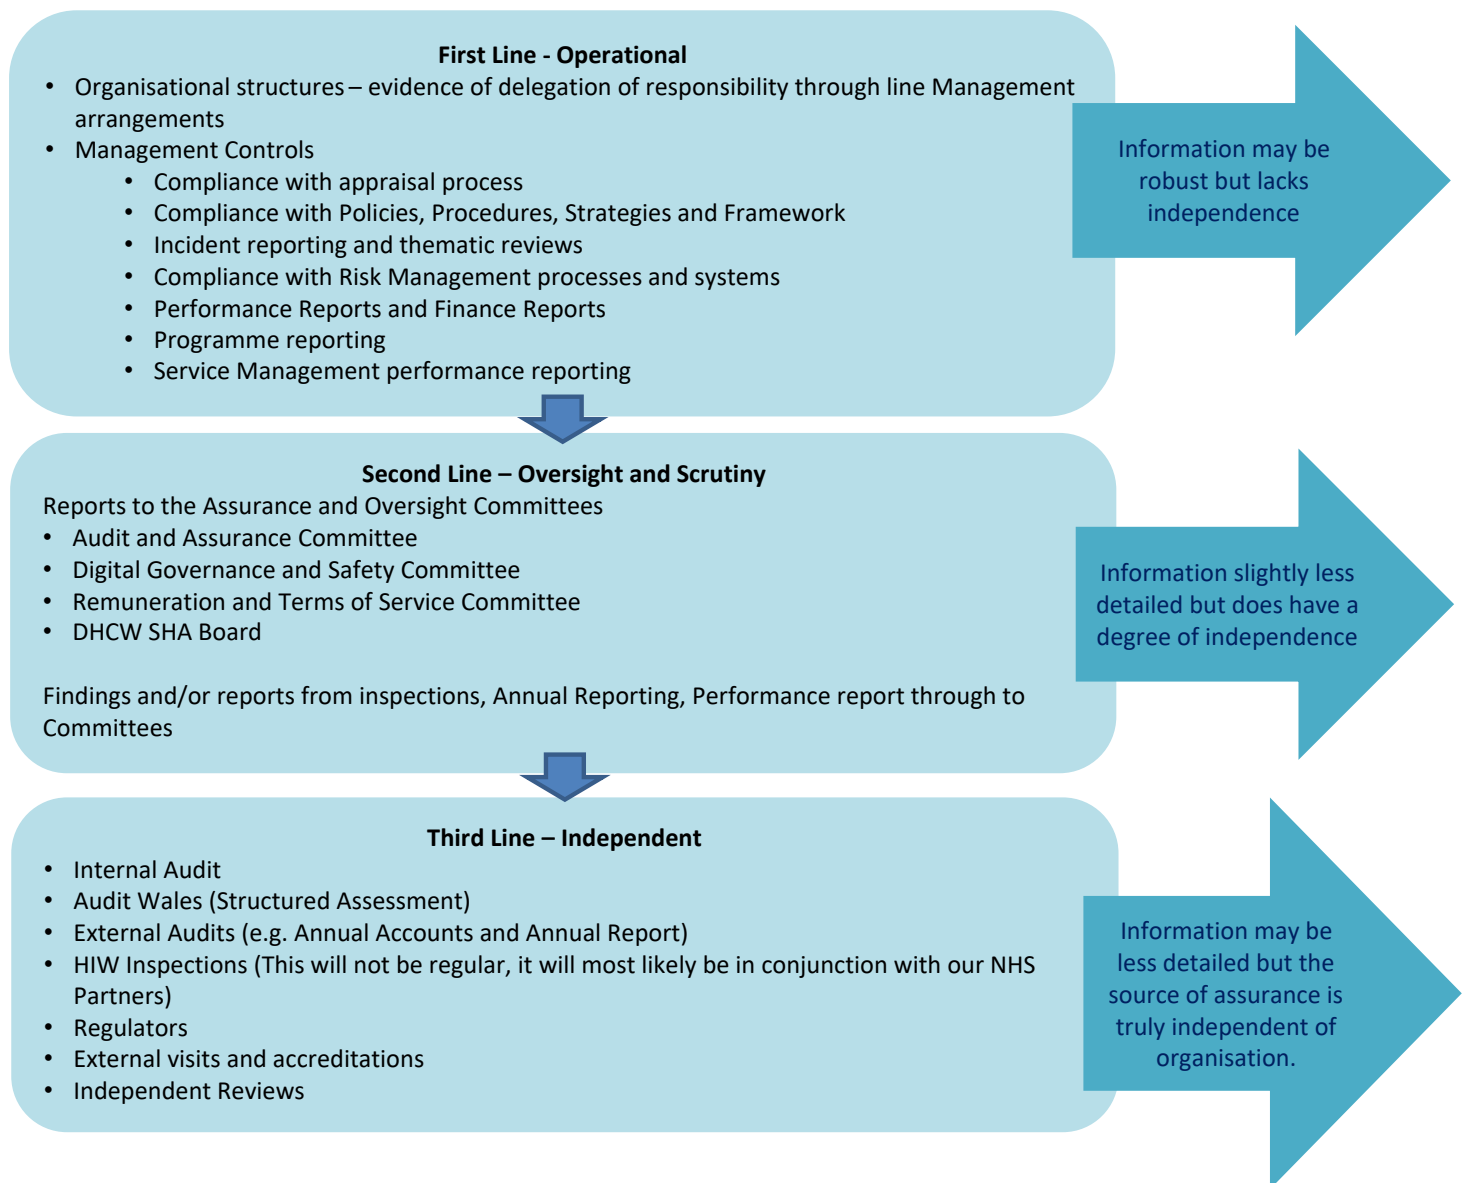 First Line - Operational
• Organisational structures – evidence of delegation of responsibility through line Management
arrangements
• Management Controls
• Compliance with appraisal process
• Compliance with Policies, Procedures, Strategies and Framework
• Incident reporting and thematic reviews
• Compliance with Risk Management processes and systems
• Performance Reports and Finance Reports
• Programme reporting
• Service Management performance reporting
Information may be
robust but lacks
independence
Second Line – Oversight and Scrutiny
Reports to the Assurance and Oversight Committees
• Audit and Assurance Committee
• Digital Governance and Safety Committee
• Remuneration and Terms of Service Committee
• DHCW SHA Board
Findings and/or reports from inspections, Annual Reporting, Performance report through to
Committees
Information slightly less
detailed but does have a
degree of independence
Third Line – Independent
• Internal Audit
• Audit Wales (Structured Assessment)
• External Audits (e.g. Annual Accounts and Annual Report)
• HIW Inspections (This will not be regular, it will most likely be in conjunction with our NHS
Partners)
• Regulators
• External visits and accreditations
• Independent Reviews
Information may be
less detailed but the
source of assurance is
truly independent of
organisation.